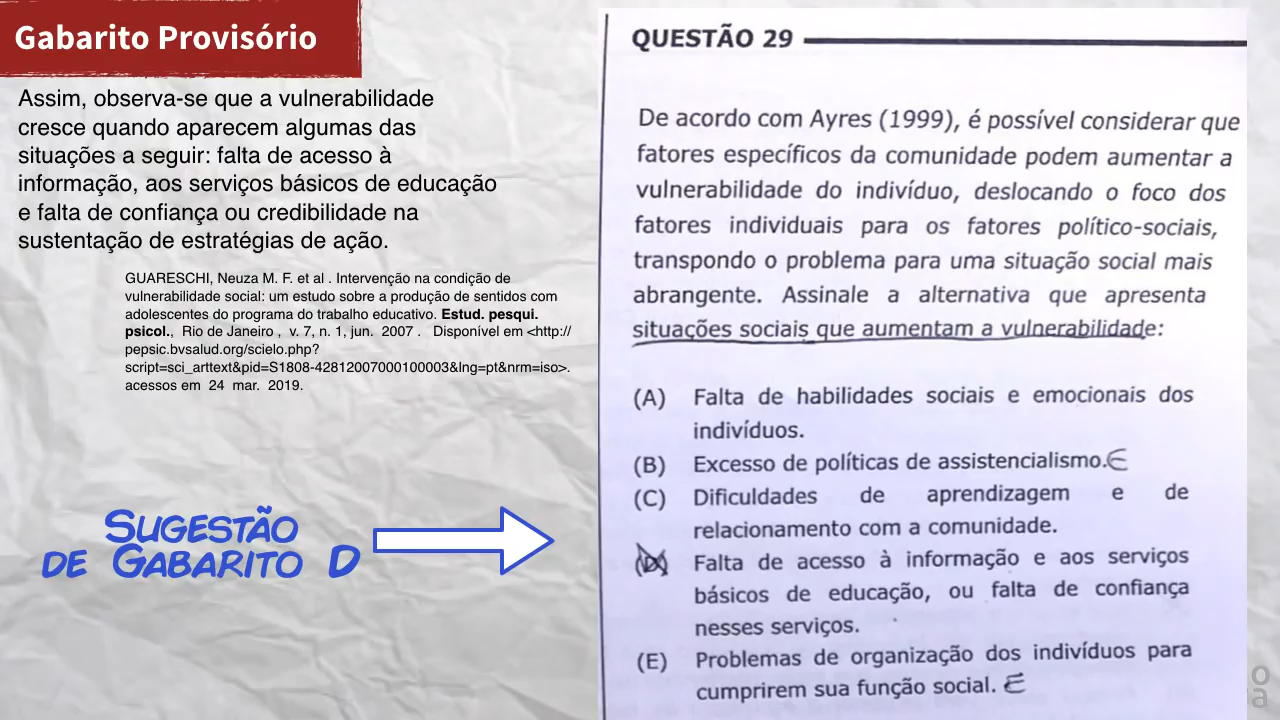 Gabarito Provisório
Assim, observa-se que a vulnerabilidade
cresce quando aparecem algumas das
situações a seguir: falta de acesso à
informação, aos serviços básicos de educação
e falta de confiança ou credibilidade na
sustentação de estratégias de ação.
GUARESCHI, Neuza M. F. et al . Intervenção na condição de
vulnerabilidade social: um estudo sobre a produção de sentidos com
adolescentes do programa do trabalho educativo. Estud. pesqui.
psicol., Rio de Janeiro , v. 7, n. 1, jun. 2007 . Disponível em <http://
pepsic.bvsalud.org/scielo.php?
script=sci_arttext&pid=S1808-42812007000100003&lng=pt&nrm=iso>.
acessos em 24 mar. 2019.
SUGESTÃO
DE GABARITO D
QUESTÃO 29
De acordo com Ayres (1999), é possível considerar que
fatores específicos da comunidade podem aumentar a
vulnerabilidade do indivíduo, deslocando o foco dos
fatores individuais para os fatores político-sociais,
transpondo o problema para uma situação social mais
abrangente. Assinale a alternativa que apresenta
situações sociais que aumentam a vulnerabilidade:
(A) Falta de habilidades sociais e emocionais dos
indivíduos.
(B) Excesso de políticas de assistencialismo. E
(C) Dificuldades de aprendizagem e de
relacionamento com a comunidade.
(D) Falta de acesso à informação e aos serviços
básicos de educação, ou falta de confiança
nesses serviços.
(E) Problemas de organização dos indivíduos para
cumprirem sua função social. E